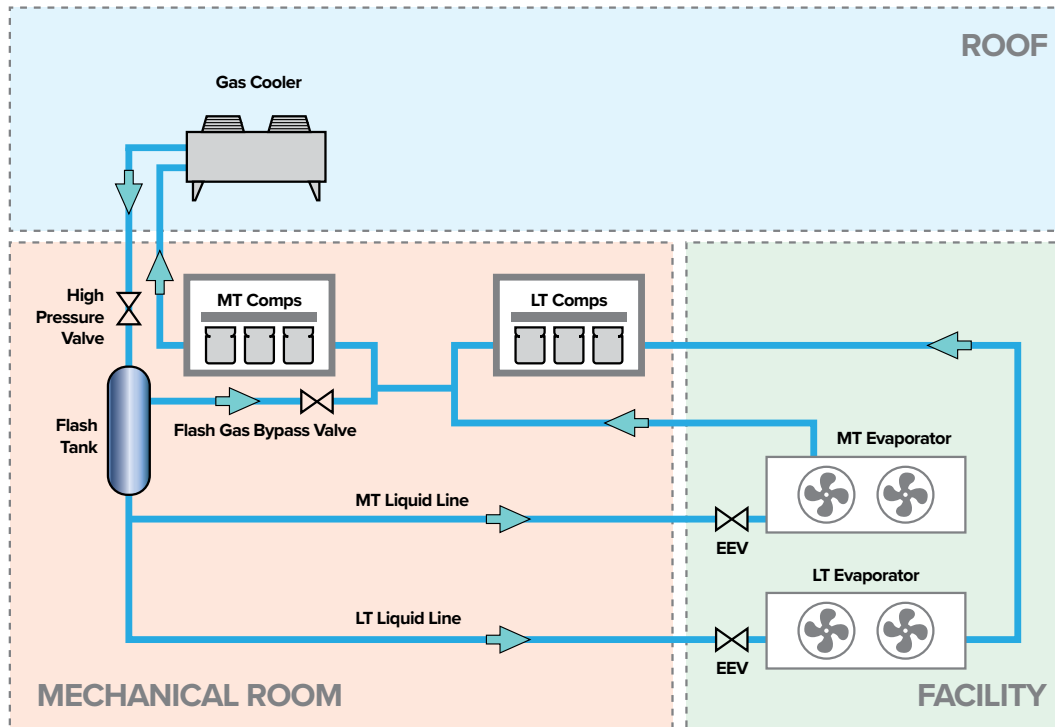 ROOF
Gas Cooler
High
Pressure
Valve
MT Comps
LT Comps
Flash
Tank
Flash Gas Bypass Valve
MT Evaporator
MT Liquid Line
EEV
LT Evaporator
LT Liquid Line
EEV
MECHANICAL ROOM
FACILITY